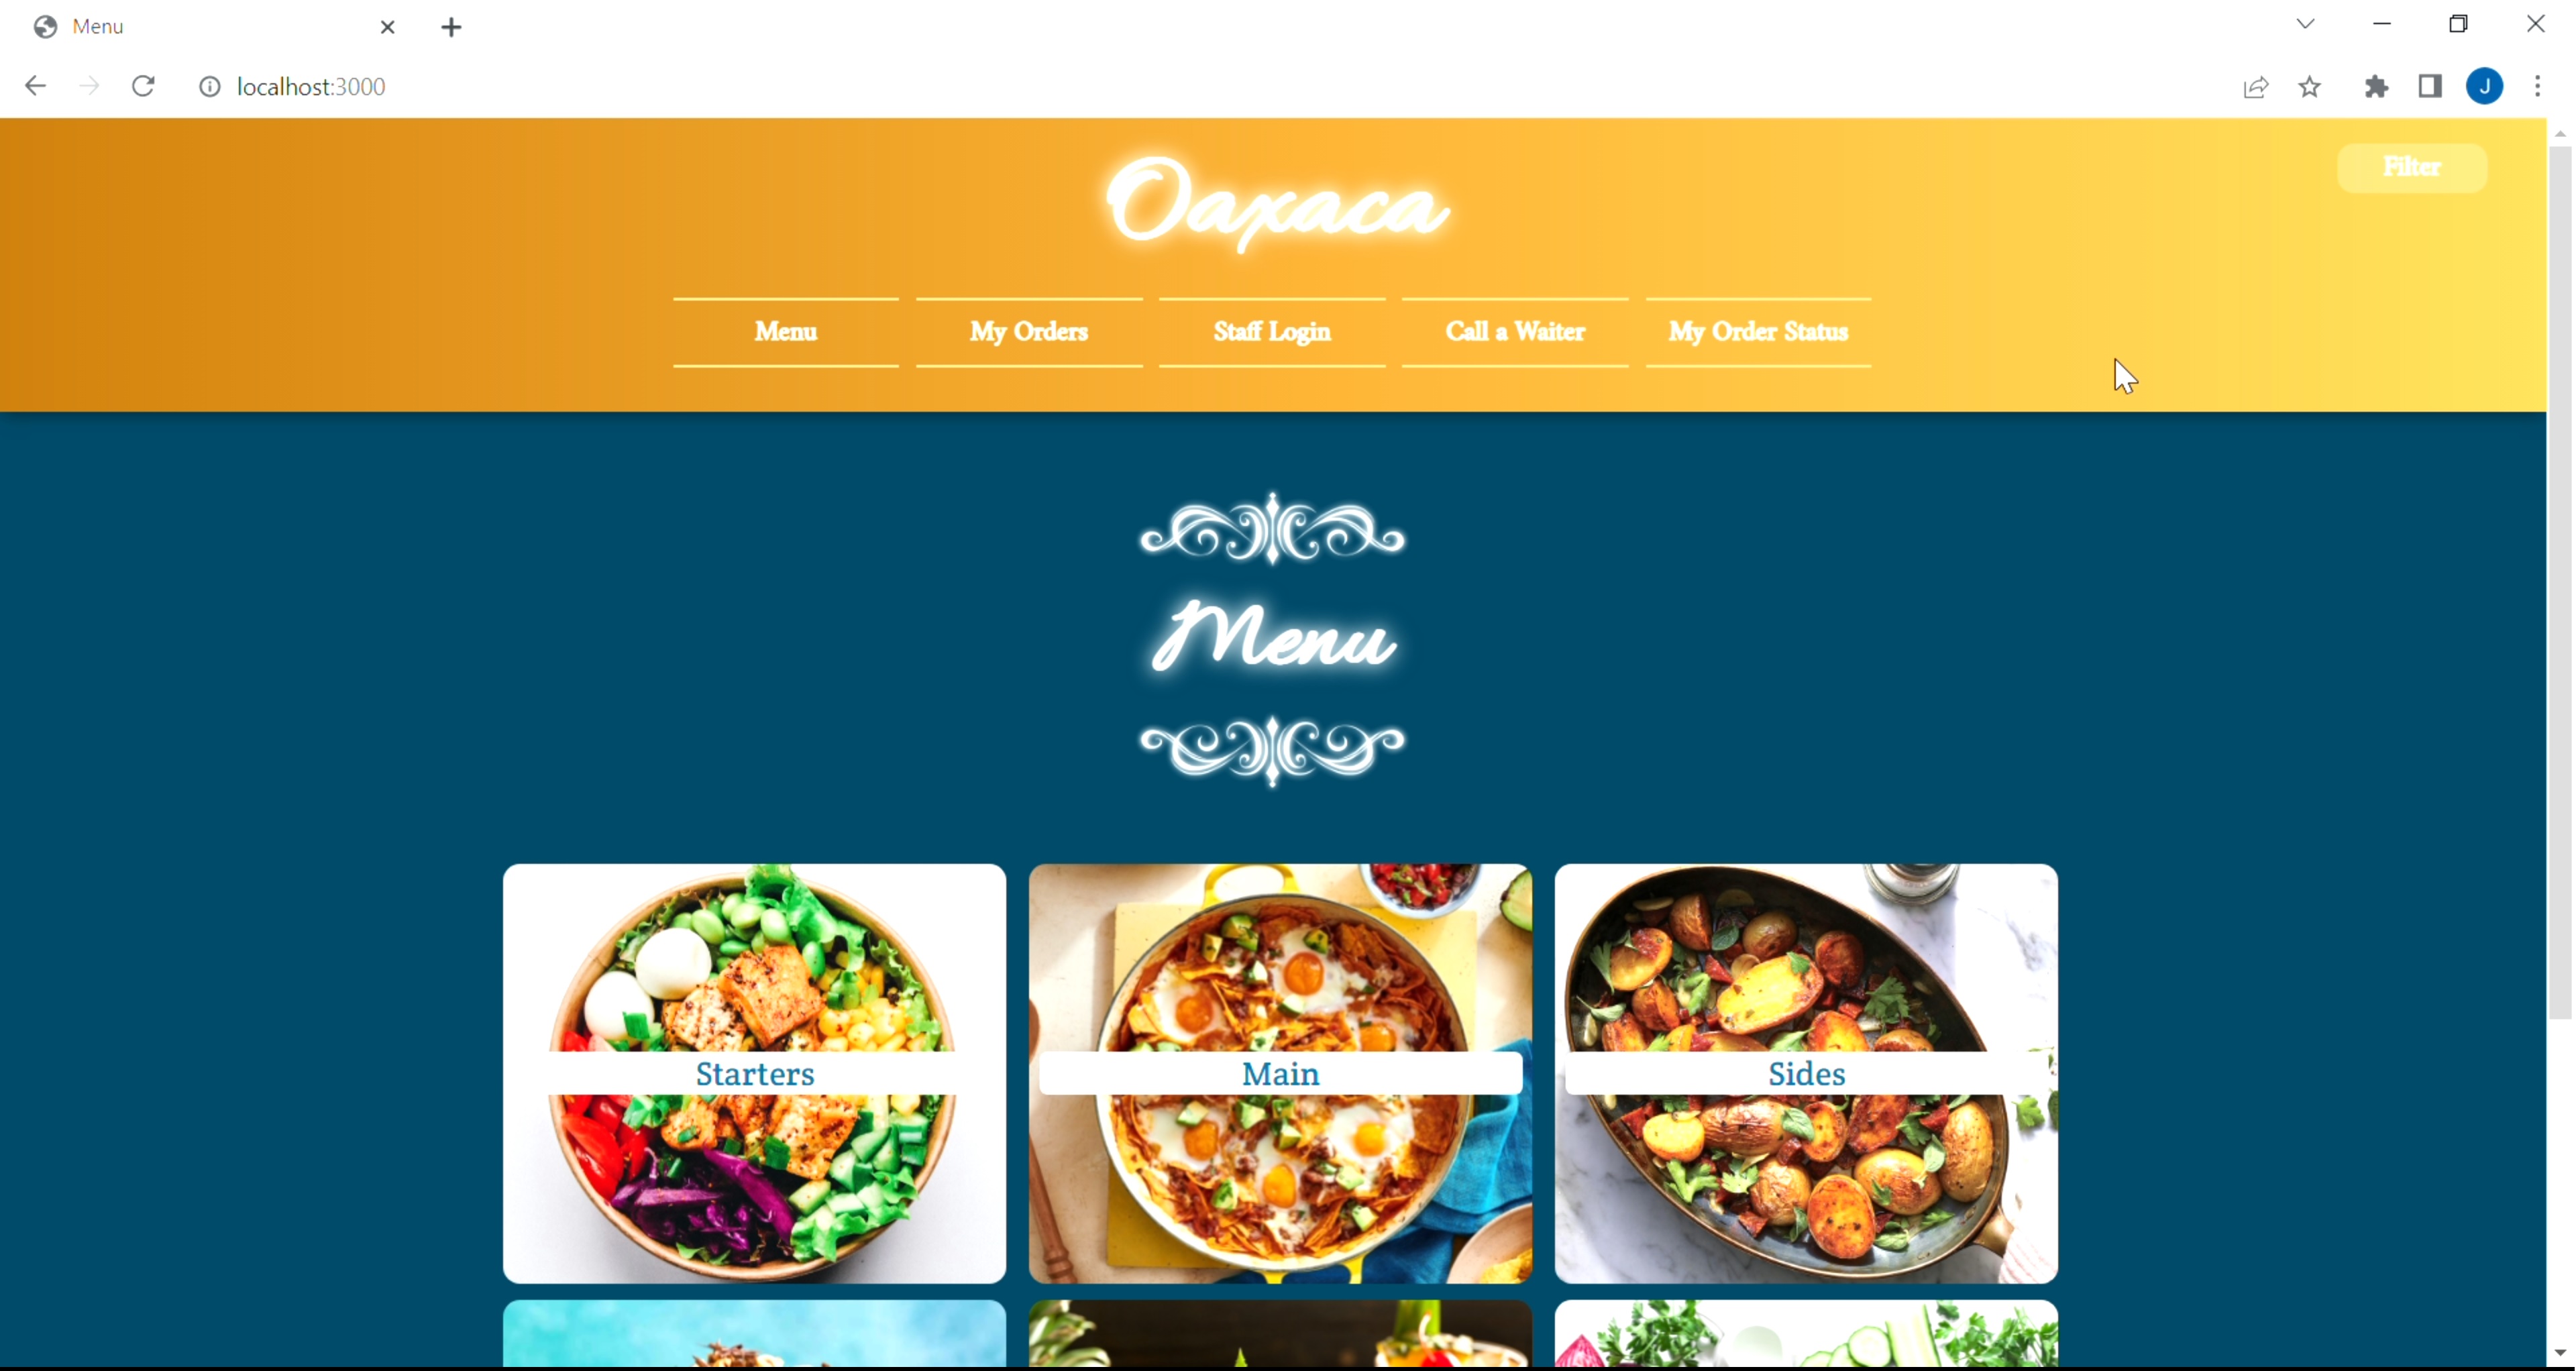 Menu
localhost:3000
J
Filter
Oaxaca
Menu
My Orders
Staff Login
Call a Waiter
My Order Status
Menu
Starters
Main
Sides